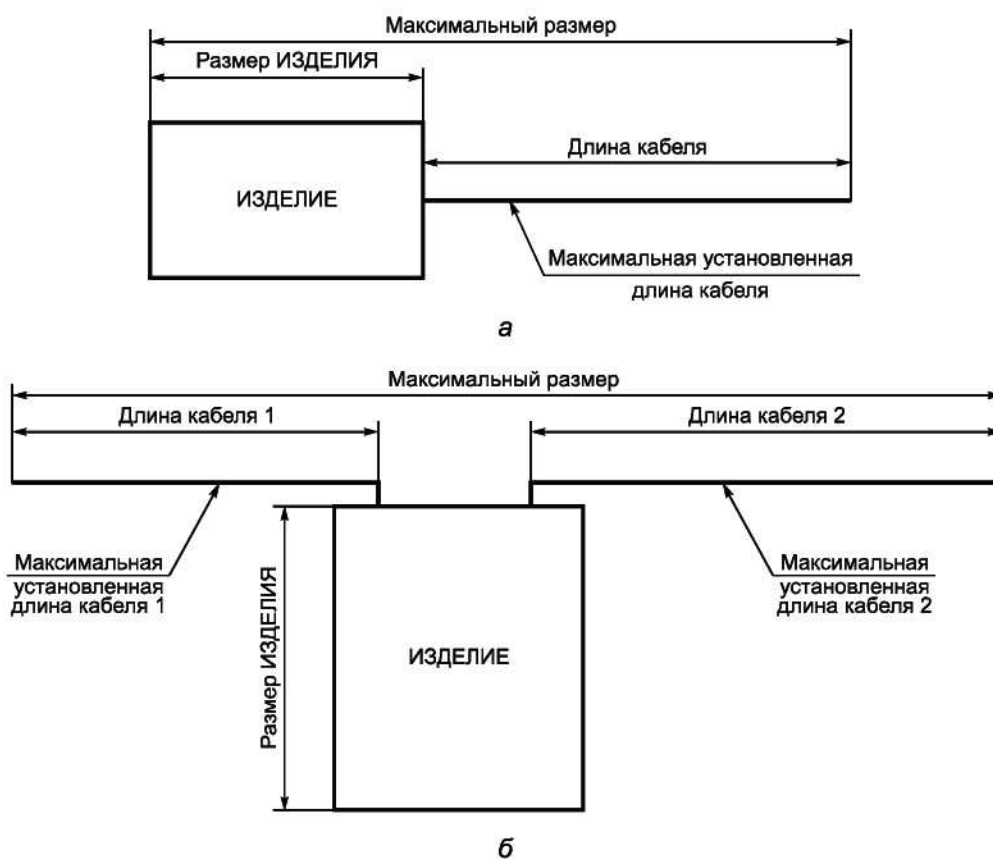 Максимальный размер
Размер ИЗДЕЛИЯ
Длина кабеля
ИЗДЕЛИЕ
Максимальная установленная
длина кабеля
а
Максимальный размер
Длина кабеля 1
Длина кабеля 2
Максимальная
установленная
длина кабеля 1
Размер ИЗДЕЛИЯ
ИЗДЕЛИЕ
Максимальная
установленная
длина кабеля 2
б